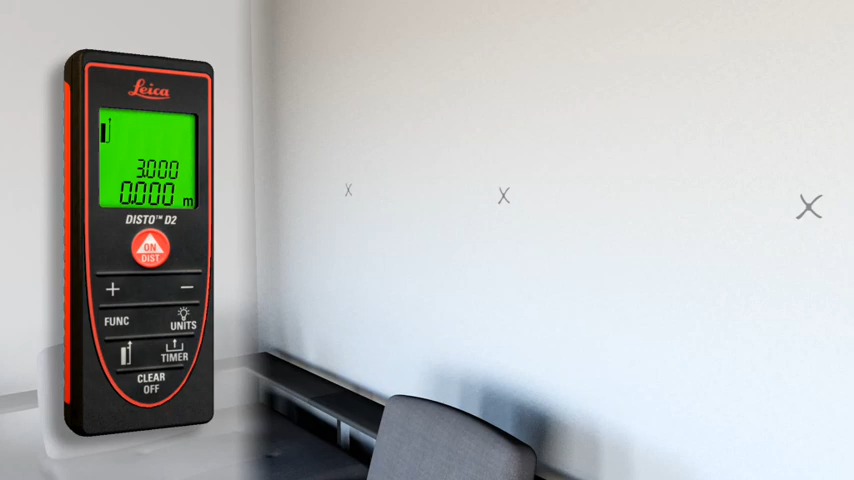 Leica
3.000
0.000 m
DISTO™ D2
ON
DIST
+ −
FUNC
UNITS
TIMER
CLEAR
OFF
X X X